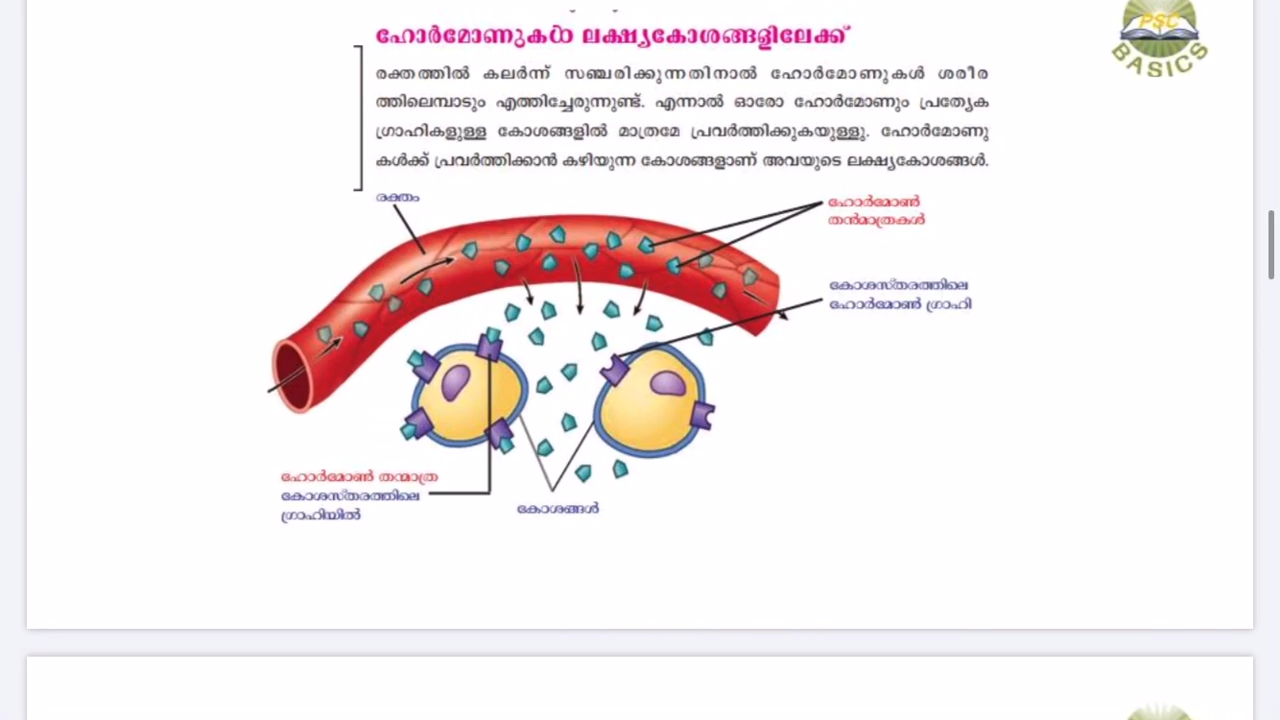 ഹോർമോണുകൾ ലക്ഷ്യകോശങ്ങളിലേക്ക്
PSC
BASICS
രക്തത്തിൽ കലർന്ന് സഞ്ചരിക്കുന്നതിനാൽ ഹോർമോണുകൾ ശരീര
ത്തിലെമ്പാടും എത്തിച്ചേരുന്നുണ്ട്. എന്നാൽ ഓരോ ഹോർമോണും പ്രത്യേക
ഗ്രാഹികളുള്ള കോശങ്ങളിൽ മാത്രമേ പ്രവർത്തിക്കുകയുള്ളു. ഹോർമോണു
കൾക്ക് പ്രവർത്തിക്കാൻ കഴിയുന്ന കോശങ്ങളാണ് അവയുടെ ലക്ഷ്യകോശങ്ങൾ.
രക്തം
ഹോർമോൺ
തൻമാത്രകൾ
കോശസ്തരത്തിലെ
ഹോർമോൺ ഗ്രാഹി
ഹോർമോൺ തന്മാത്ര
കോശസ്തരത്തിലെ
ഗ്രാഹിയിൽ
കോശങ്ങൾ